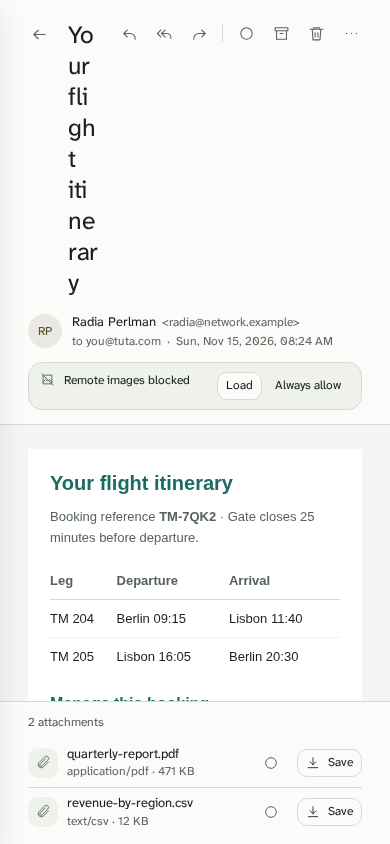 Yo
ur
fli
gh
t
iti
ne
rar
y
RP
Radia Perlman <radia@network.example>
to you@tuta.com · Sun, Nov 15, 2026, 08:24 AM
Remote images blocked
Load
Always allow
Your flight itinerary
Booking reference TM-7QK2 · Gate closes 25
minutes before departure.
Leg Departure Arrival
TM 204 Berlin 09:15 Lisbon 11:40
TM 205 Lisbon 16:05 Berlin 20:30
Manage this booking
2 attachments
quarterly-report.pdf
application/pdf · 471 KB
Save
revenue-by-region.csv
text/csv · 12 KB
Save